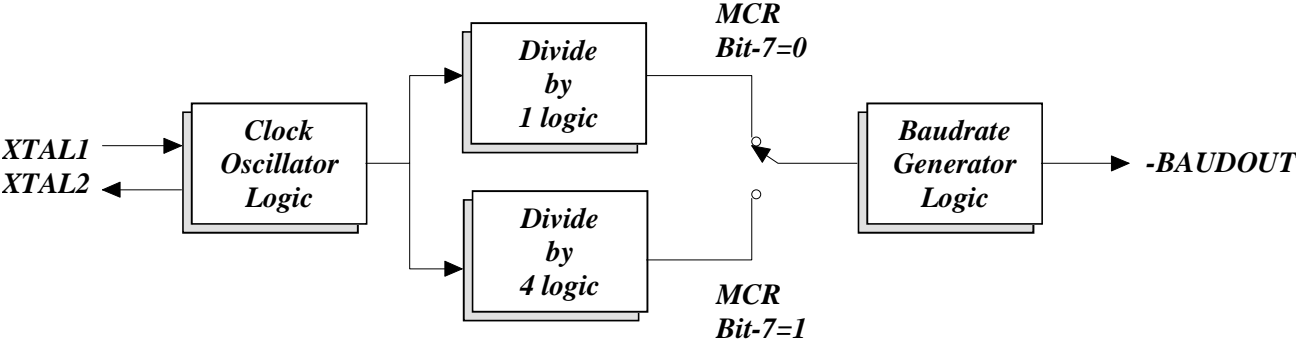 XTAL1
XTAL2
Clock
Oscillator
Logic
Divide
by
1 logic
Divide
by
4 logic
MCR
Bit-7=0
MCR
Bit-7=1
Baudrate
Generator
Logic
-BAUDOUT